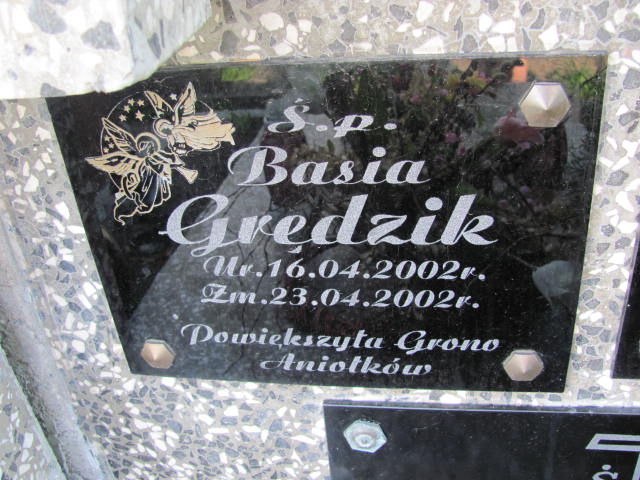 Ś.p.
Basia
Grędzik
Ur.16.04.2002r.
Zm.23.04.2002r.
Powiększyła Grono
Aniołków